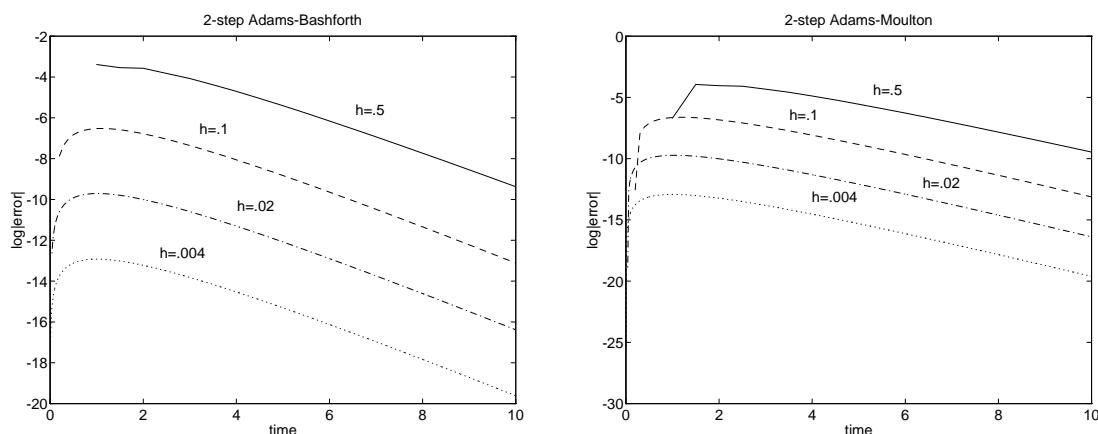 2-step Adams-Bashforth
-2
-4
-6
-8
-10
-12
-14
-16
-18
-20
0
2
4
6
8
10
log|error|
time
h=.5
h=.1
h=.02
h=.004
2-step Adams-Moulton
0
-5
-10
-15
-20
-25
-30
0
2
4
6
8
10
log|error|
time
h=.5
h=.1
h=.02
h=.004